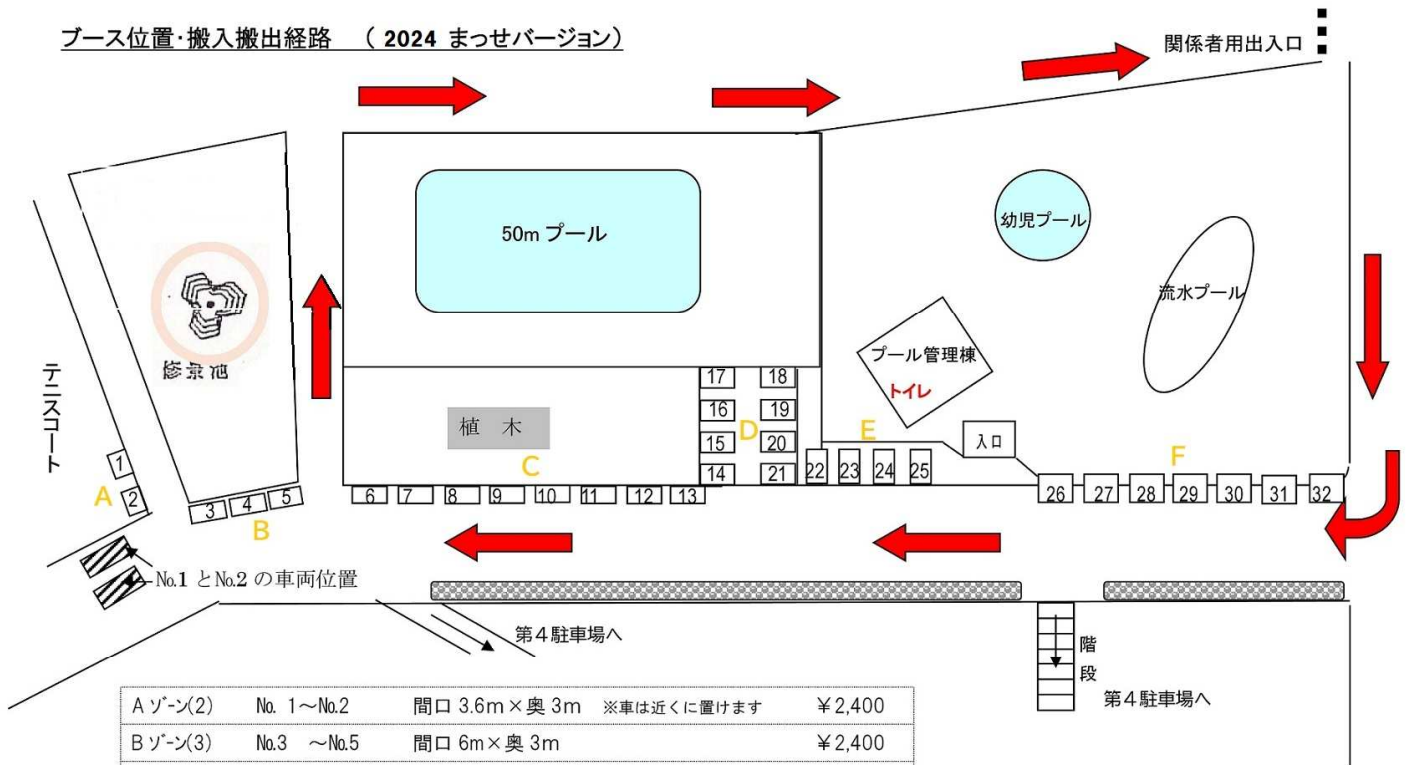 ブース位置・搬入搬出経路 （ 2024 まっせバージョン）
関係者用出入口
50m プール
幼児プール
流水プール
修景池
テニスコート
プール管理棟
トイレ
植 木
入口
17 18
16 19
15 D 20
14 21
E
22 23 24 25
C
6 7 8 9 10 11 12 13
F
26 27 28 29 30 31 32
1
A 2
3 4 5
B
No.1 とNo.2 の車両位置
第４駐車場へ
階段
第４駐車場へ
A ｿﾞｰﾝ(2) No. 1～No.2 間口 3.6m×奥 3m ※車は近くに置けます ￥2,400
B ｿﾞｰﾝ(3) No.3 ～No.5 間口 6m×奥 3m ￥2,400